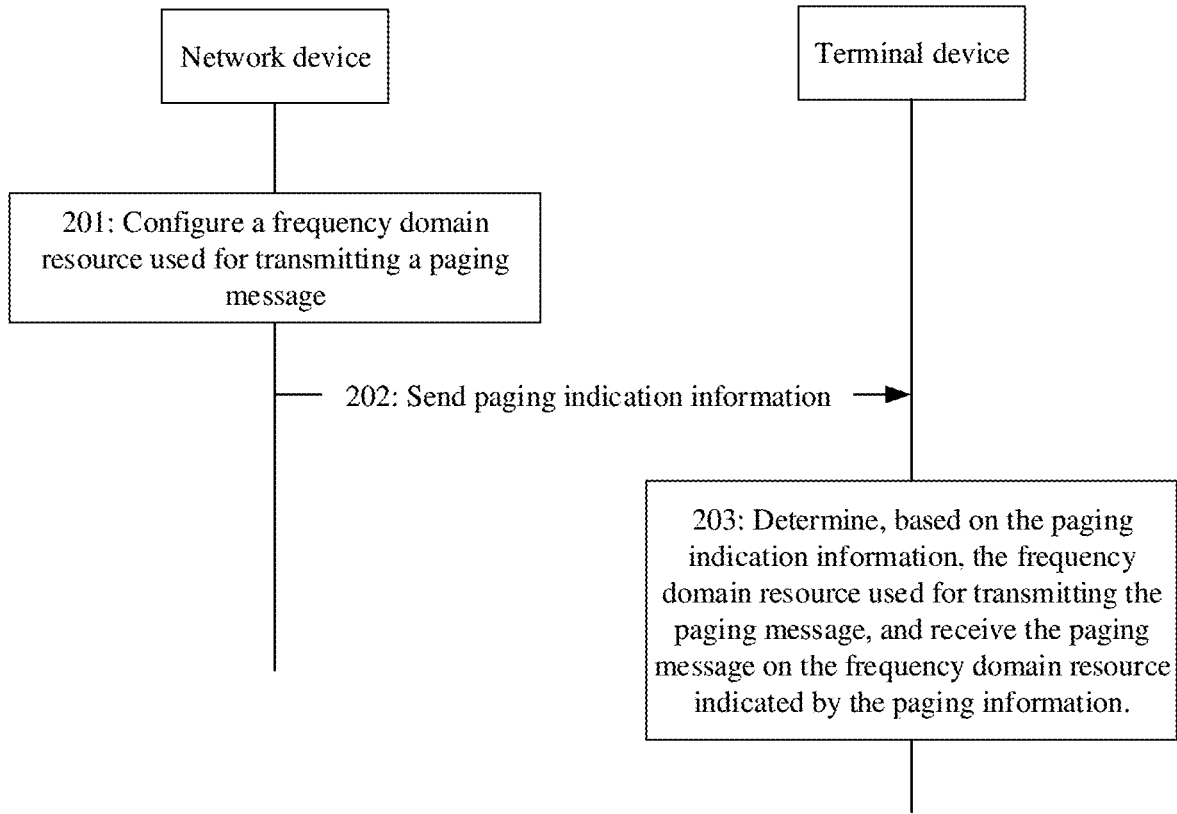 Network device
Terminal device
201: Configure a frequency domain
resource used for transmitting a paging
message
202: Send paging indication information
203: Determine, based on the paging
indication information, the frequency
domain resource used for transmitting the
paging message, and receive the paging
message on the frequency domain resource
indicated by the paging information.